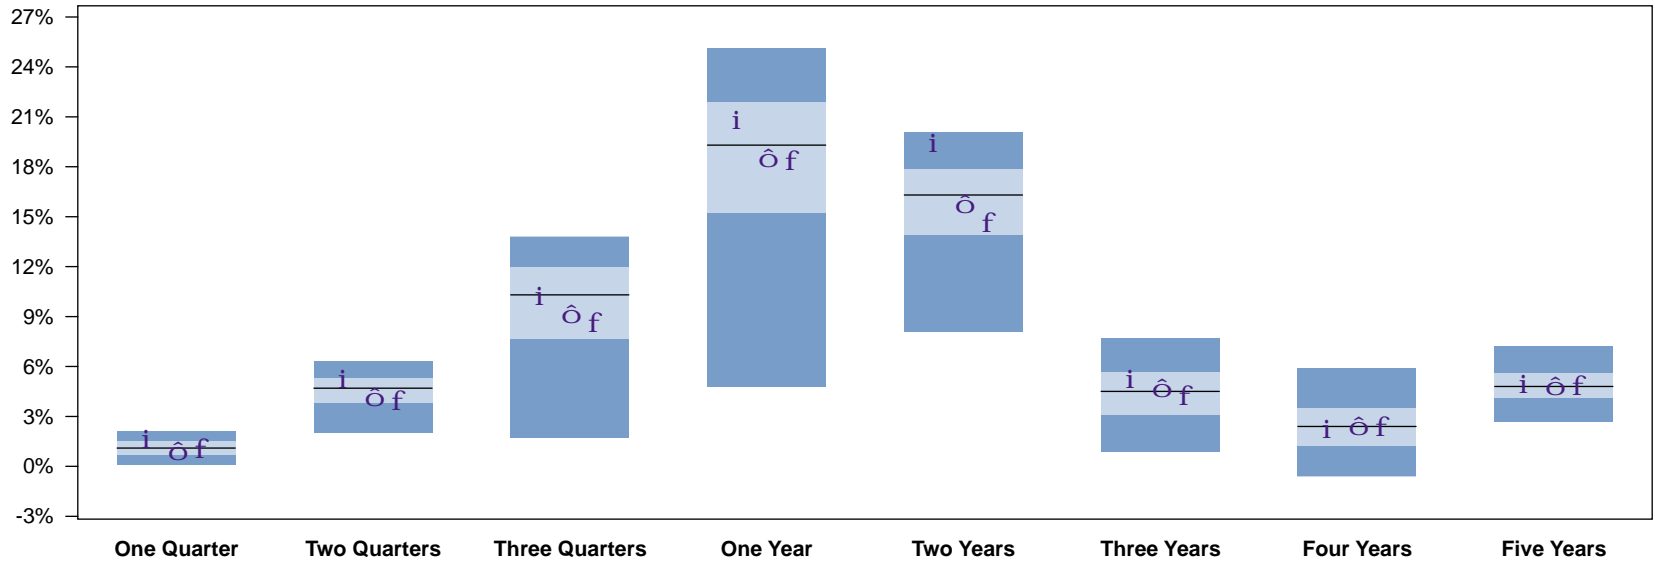 27%
24%
21%
18%
15%
12%
9%
6%
3%
0%
-3%
i ô f
i ô f
i ô f
i ô f
i ô f
i ô f
i ô f
i ô f
One Quarter Two Quarters Three Quarters One Year Two Years Three Years Four Years Five Years